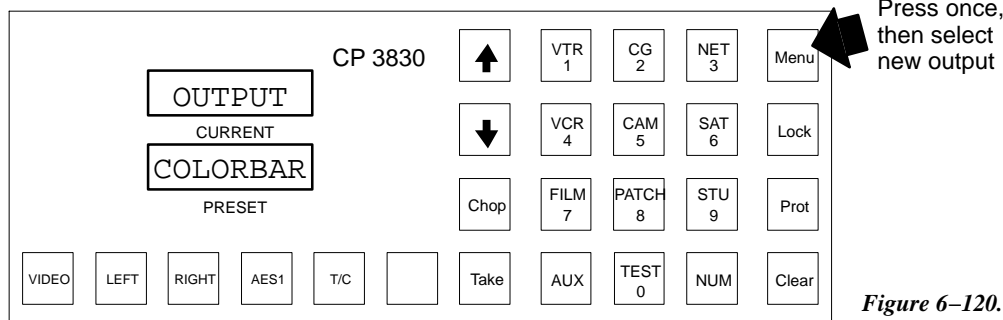 Press once,
then select
new output
CP 3830
OUTPUT
CURRENT
COLORBAR
PRESET
VTR
1
CG
2
NET
3
Menu
VCR
4
CAM
5
SAT
6
Lock
Chop
FILM
7
PATCH
8
STU
9
Prot
VIDEO
LEFT
RIGHT
AES1
T/C
Take
AUX
TEST
0
NUM
Clear
Figure 6–120.